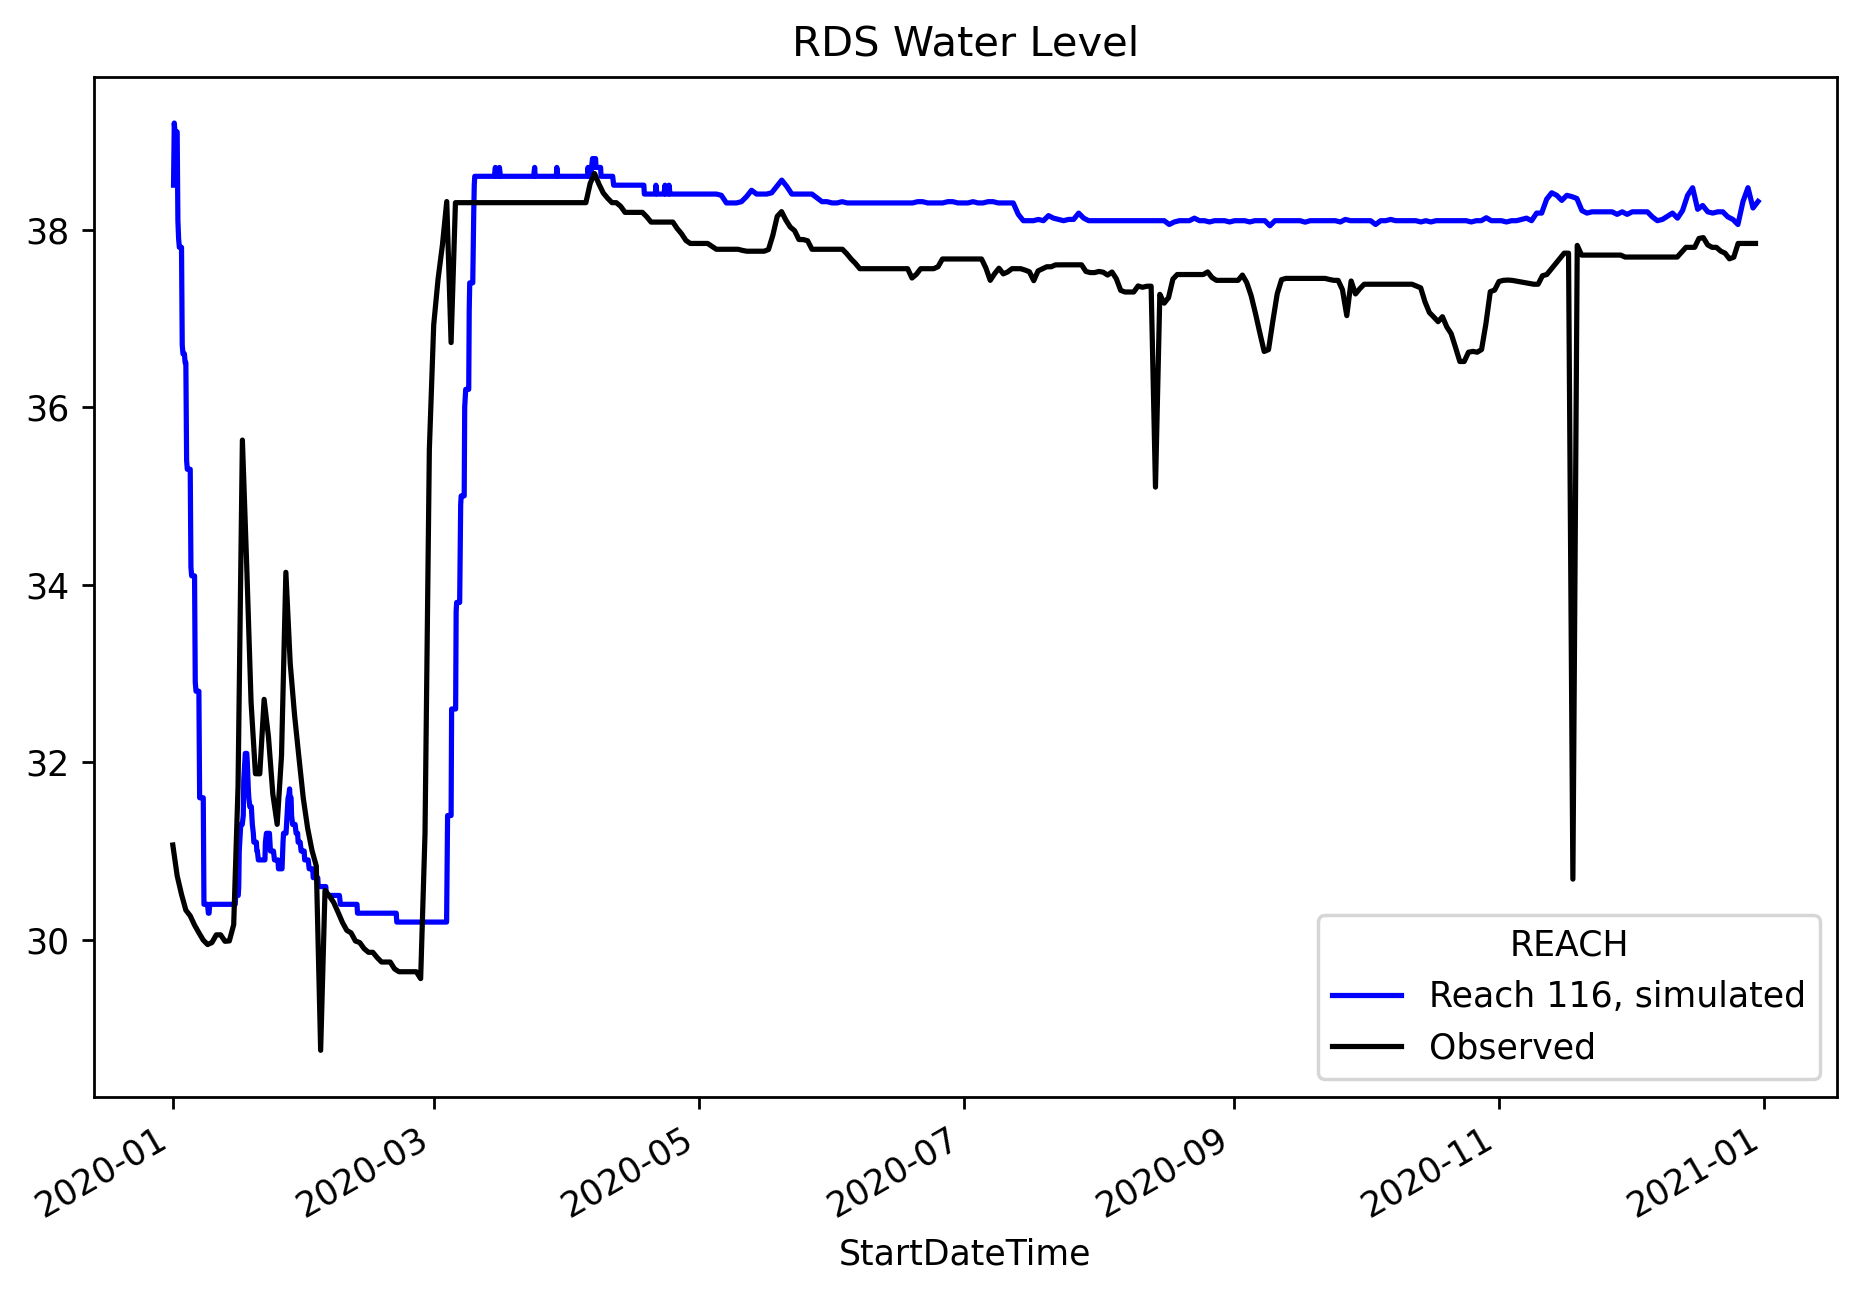 RDS Water Level
38
36
34
32
30
REACH
Reach 116, simulated
Observed
2020-01
2020-03
2020-05
2020-07
2020-09
2020-11
2021-01
StartDateTime